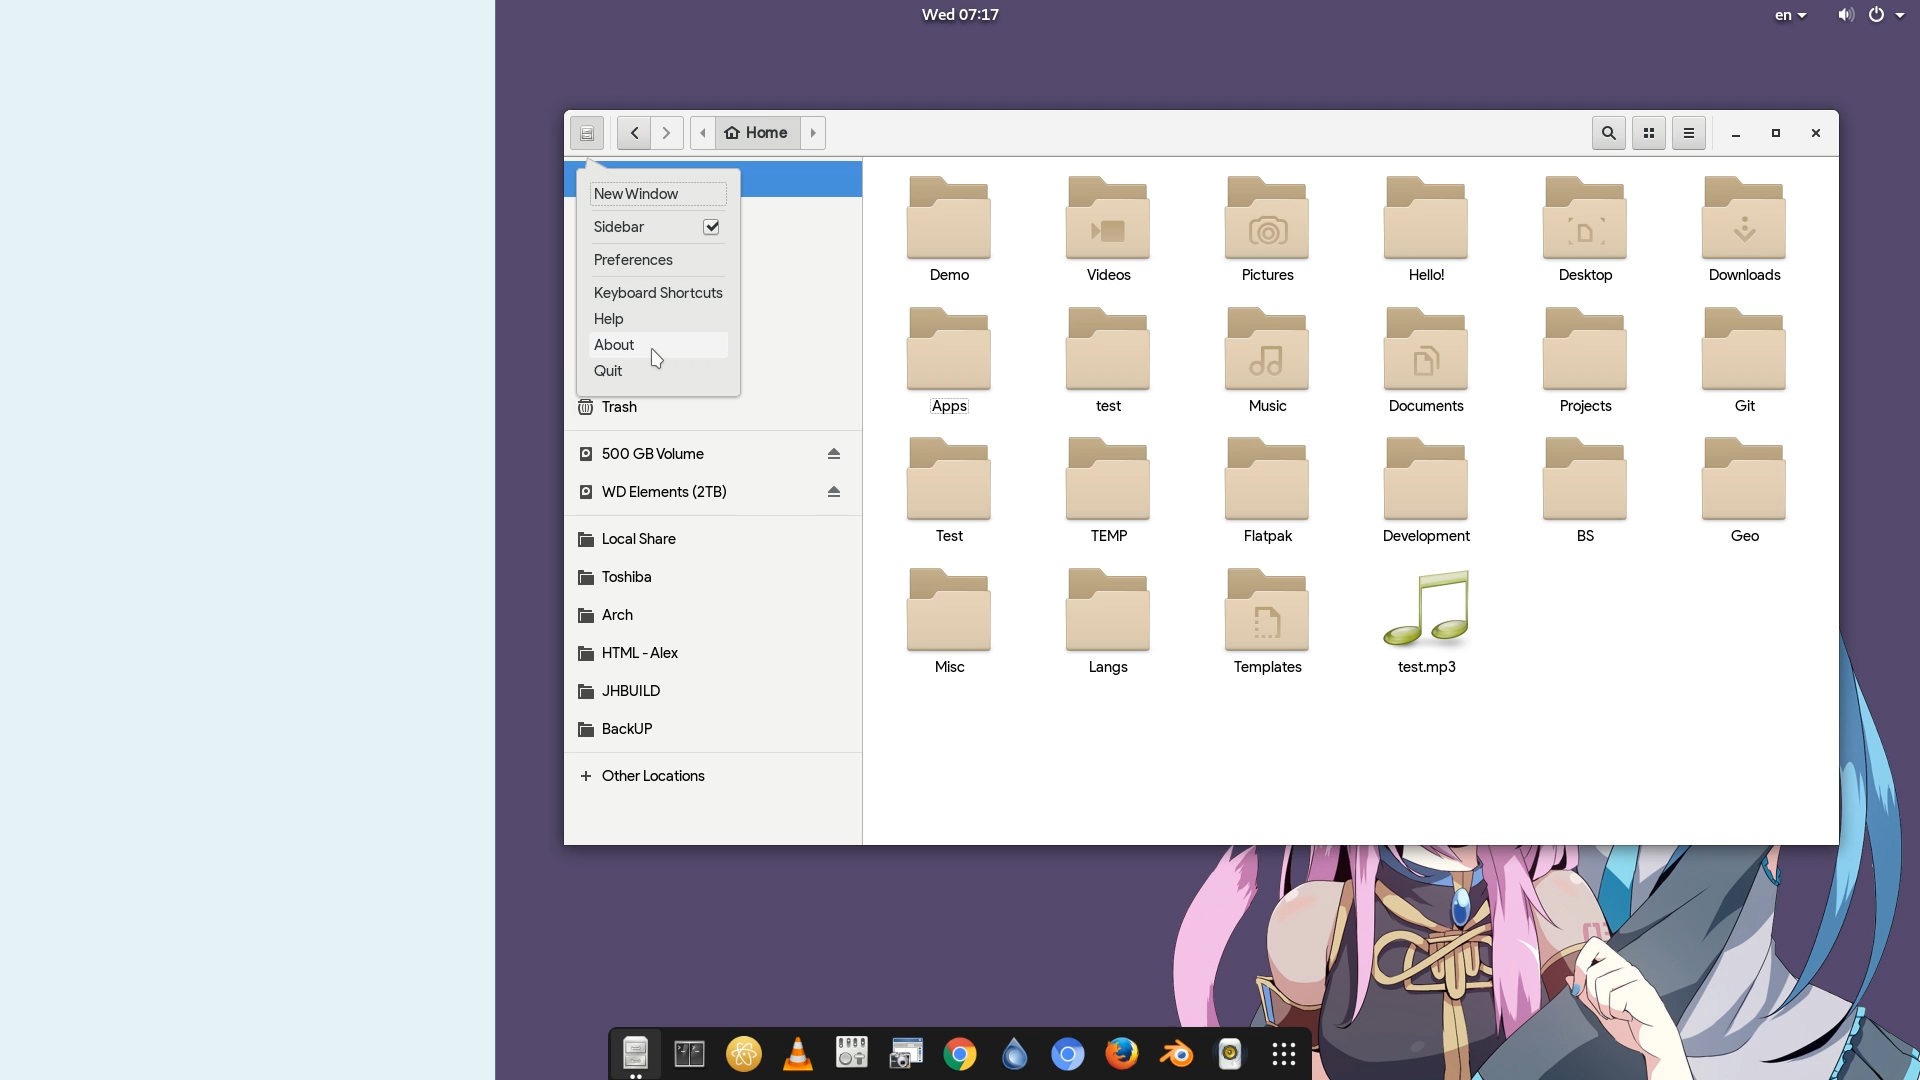 Wed 07:17
en
Home
New Window
Sidebar
Preferences
Keyboard Shortcuts
Help
About
Quit
Trash
500 GB Volume
WD Elements (2TB)
Local Share
Toshiba
Arch
HTML - Alex
JHBUILD
BackUP
Other Locations
Demo
Videos
Pictures
Hello!
Desktop
Downloads
Apps
test
Music
Documents
Projects
Git
Test
TEMP
Flatpak
Development
BS
Geo
Misc
Langs
Templates
test.mp3